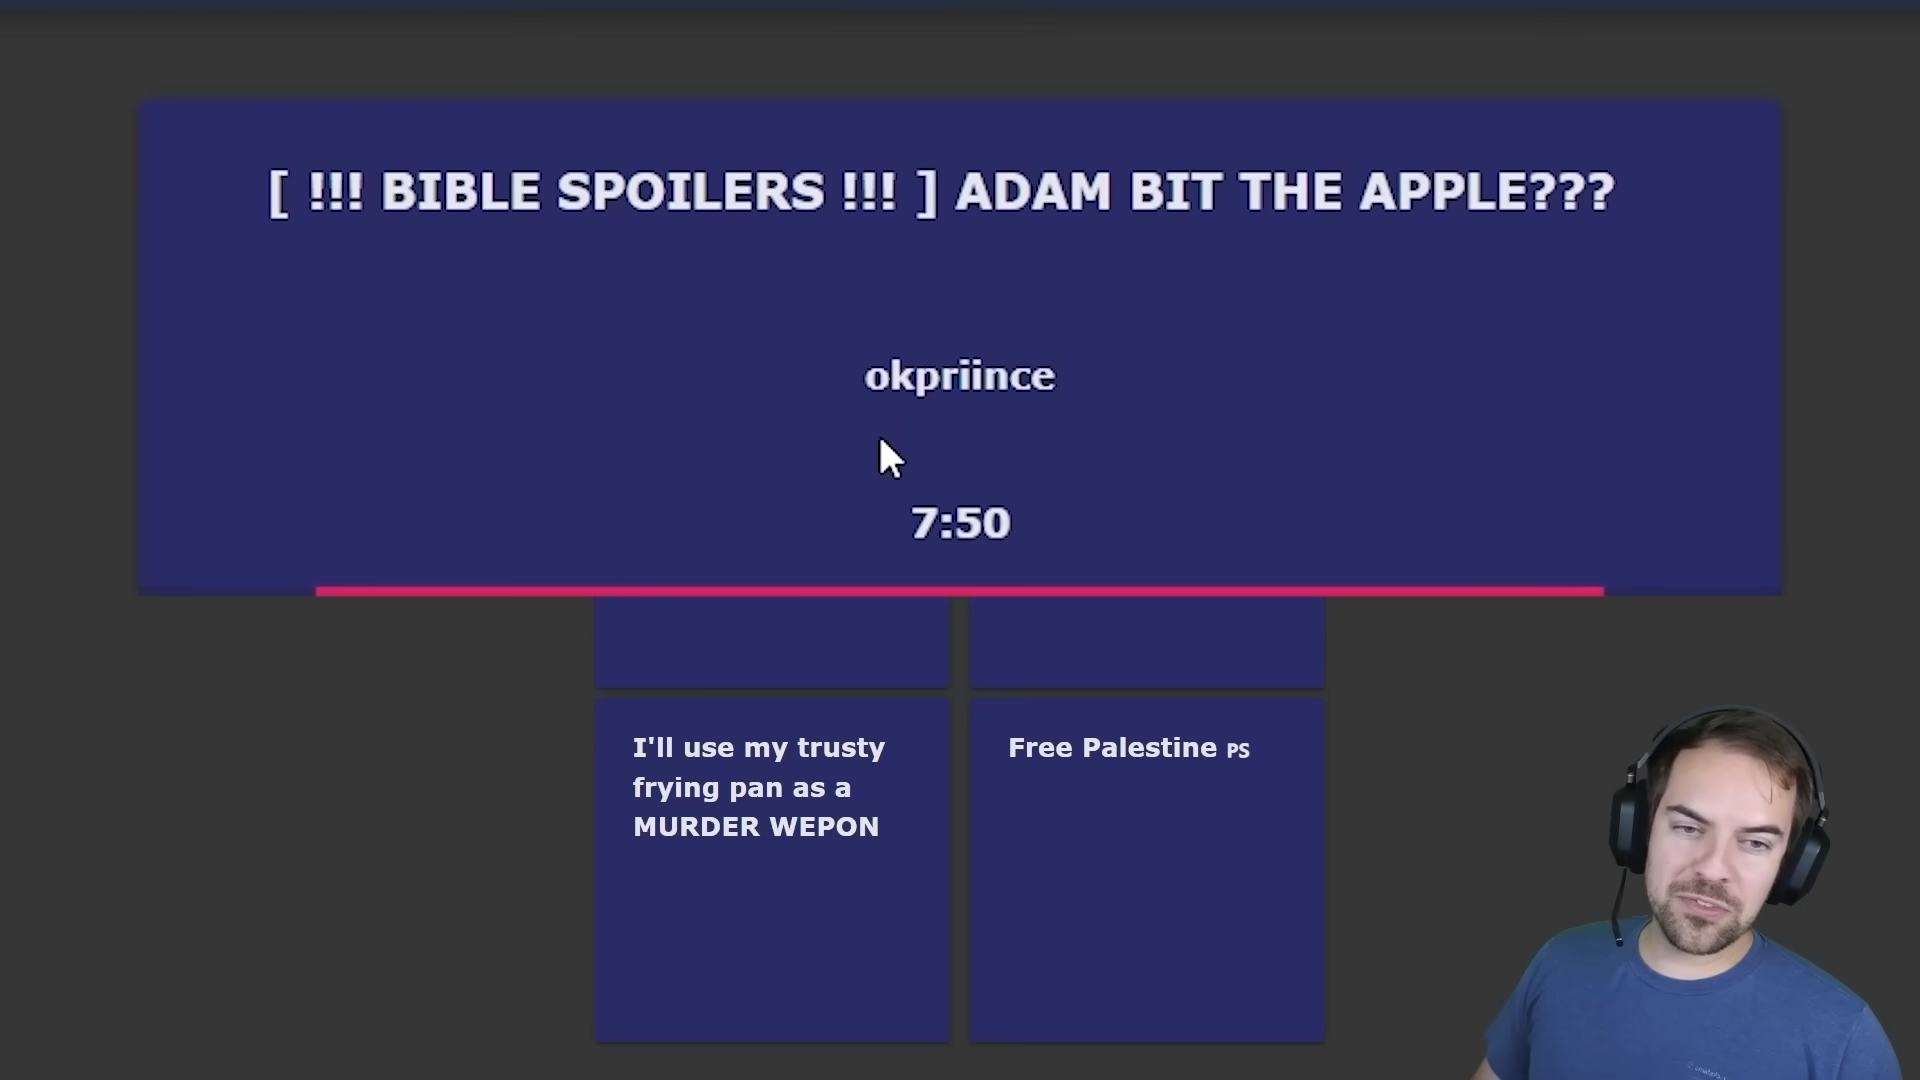 [ !!! BIBLE SPOILERS !!! ] ADAM BIT THE APPLE???
okpriince
7:50
I'll use my trusty
frying pan as a
MURDER WEPON
Free Palestine PS